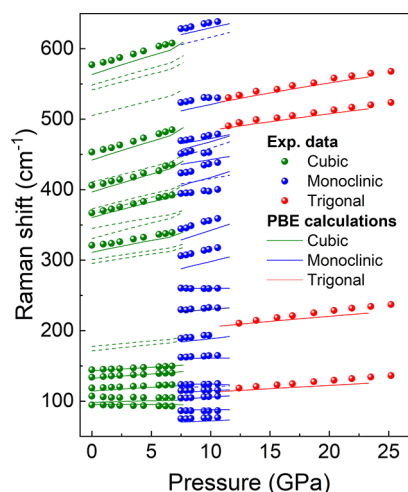 Raman shift (cm⁻¹)
600
500
400
300
200
100
Exp. data
Cubic
Monoclinic
Trigonal
PBE calculations
Cubic
Monoclinic
Trigonal
0 5 10 15 20 25
Pressure (GPa)